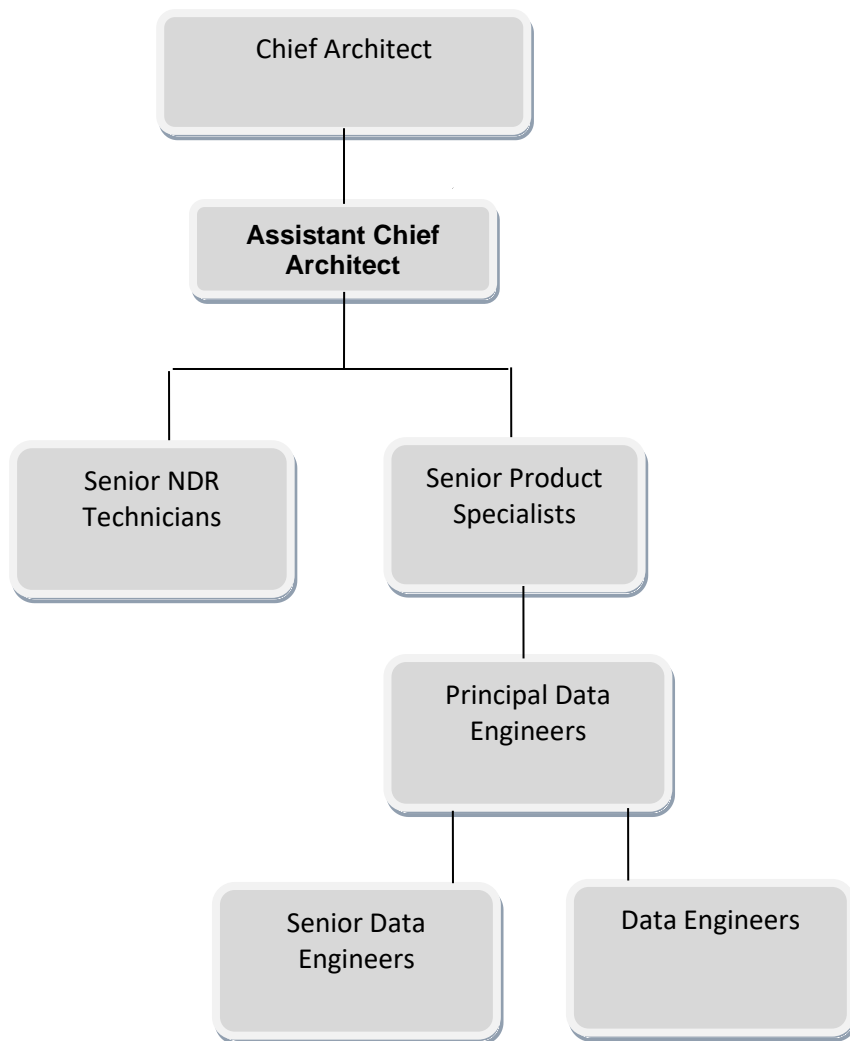 Chief Architect
Assistant Chief
Architect
Senior NDR
Technicians
Senior Product
Specialists
Principal Data
Engineers
Senior Data
Engineers
Data Engineers